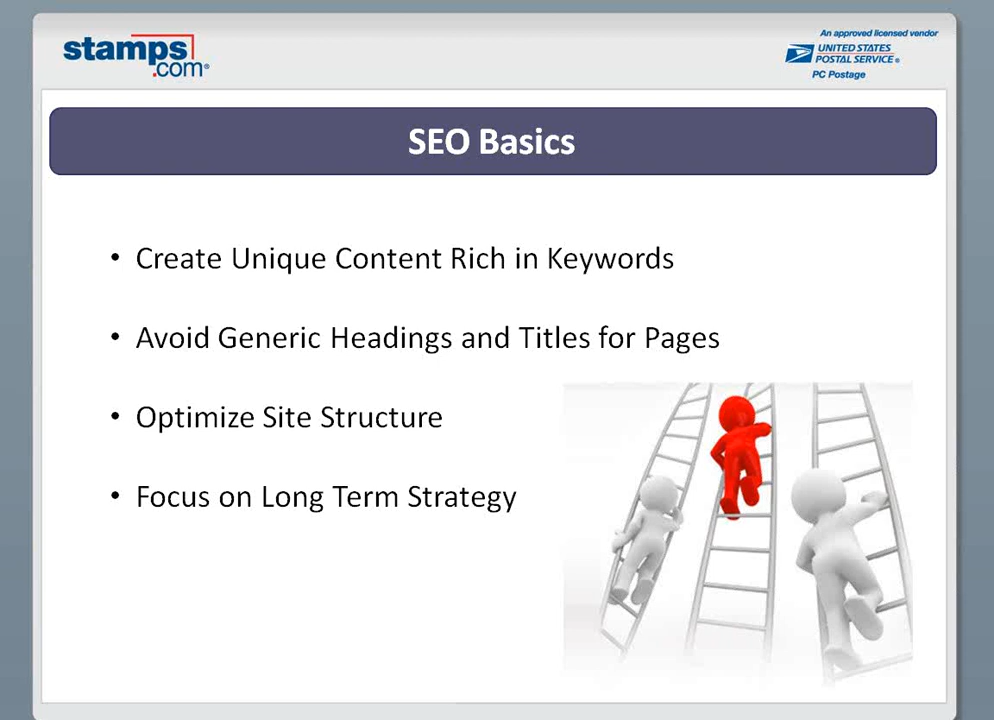 stamps
.com®
An approved licensed vendor
UNITED STATES
POSTAL SERVICE®
PC Postage
SEO Basics
• Create Unique Content Rich in Keywords
• Avoid Generic Headings and Titles for Pages
• Optimize Site Structure
• Focus on Long Term Strategy